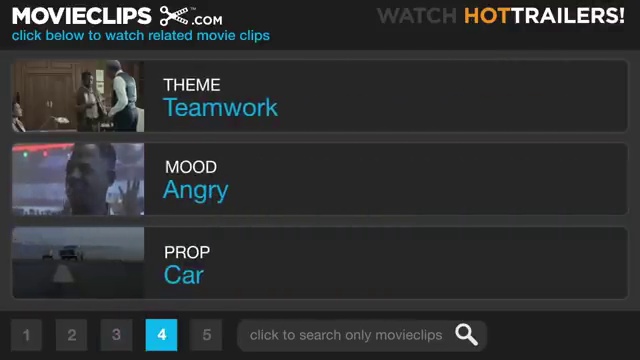 MOVIECLIPS .COM™
WATCH HOTTRAILERS!
click below to watch related movie clips
THEME
Teamwork
MOOD
Angry
PROP
Car
1 2 3 4 5
click to search only movieclips